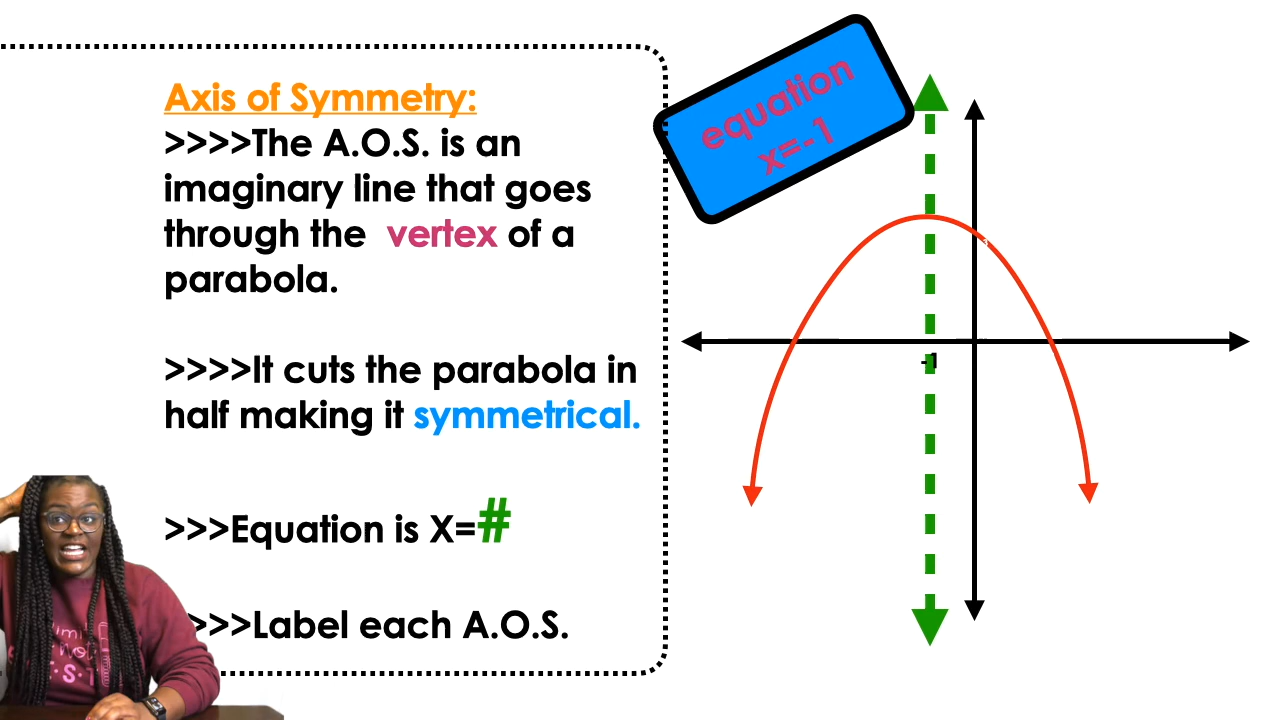 Axis of Symmetry:
>>>>The A.O.S. is an
imaginary line that goes
through the vertex of a
parabola.
>>>>It cuts the parabola in
half making it symmetrical.
>>>Equation is X=#
>>>Label each A.O.S.
equation
x=-1
-1